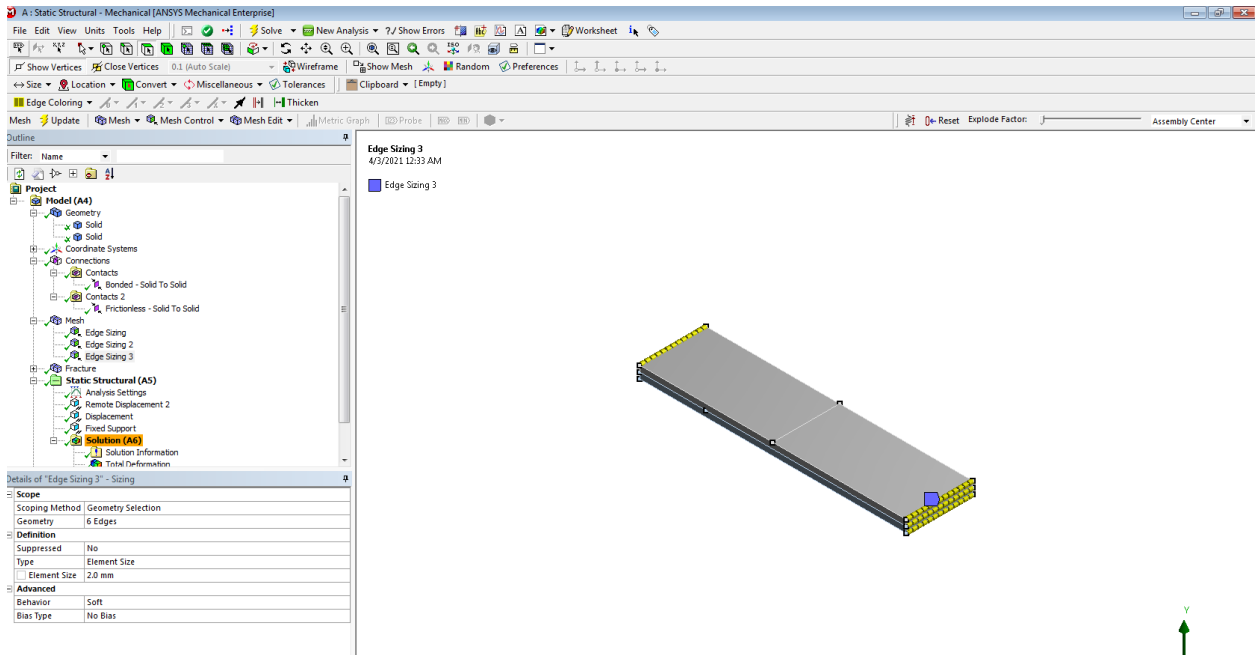 A : Static Structural - Mechanical [ANSYS Mechanical Enterprise]
File Edit View Units Tools Help Solve New Analysis ?/ Show Errors A Worksheet
Show Vertices Close Vertices 0.1 (Auto Scale) Wireframe Show Mesh Random Preferences
Size Location Convert Miscellaneous Tolerances Clipboard [Empty]
Edge Coloring Thicken
Mesh Update Mesh Mesh Control Mesh Edit Metric Graph Probe Reset Explode Factor: Assembly Center
Outline
Filter: Name
Project
Model (A4)
Geometry
Solid
Solid
Coordinate Systems
Connections
Contacts
Bonded - Solid To Solid
Contacts 2
Frictionless - Solid To Solid
Mesh
Edge Sizing
Edge Sizing 2
Edge Sizing 3
Fracture
Static Structural (A5)
Analysis Settings
Remote Displacement 2
Displacement
Fixed Support
Solution (A6)
Solution Information
Total Deformation
Details of "Edge Sizing 3" - Sizing
Scope
Scoping Method Geometry Selection
Geometry 6 Edges
Definition
Suppressed No
Type Element Size
Element Size 2.0 mm
Advanced
Behavior Soft
Bias Type No Bias
Edge Sizing 3
4/3/2021 12:33 AM
Edge Sizing 3
Y